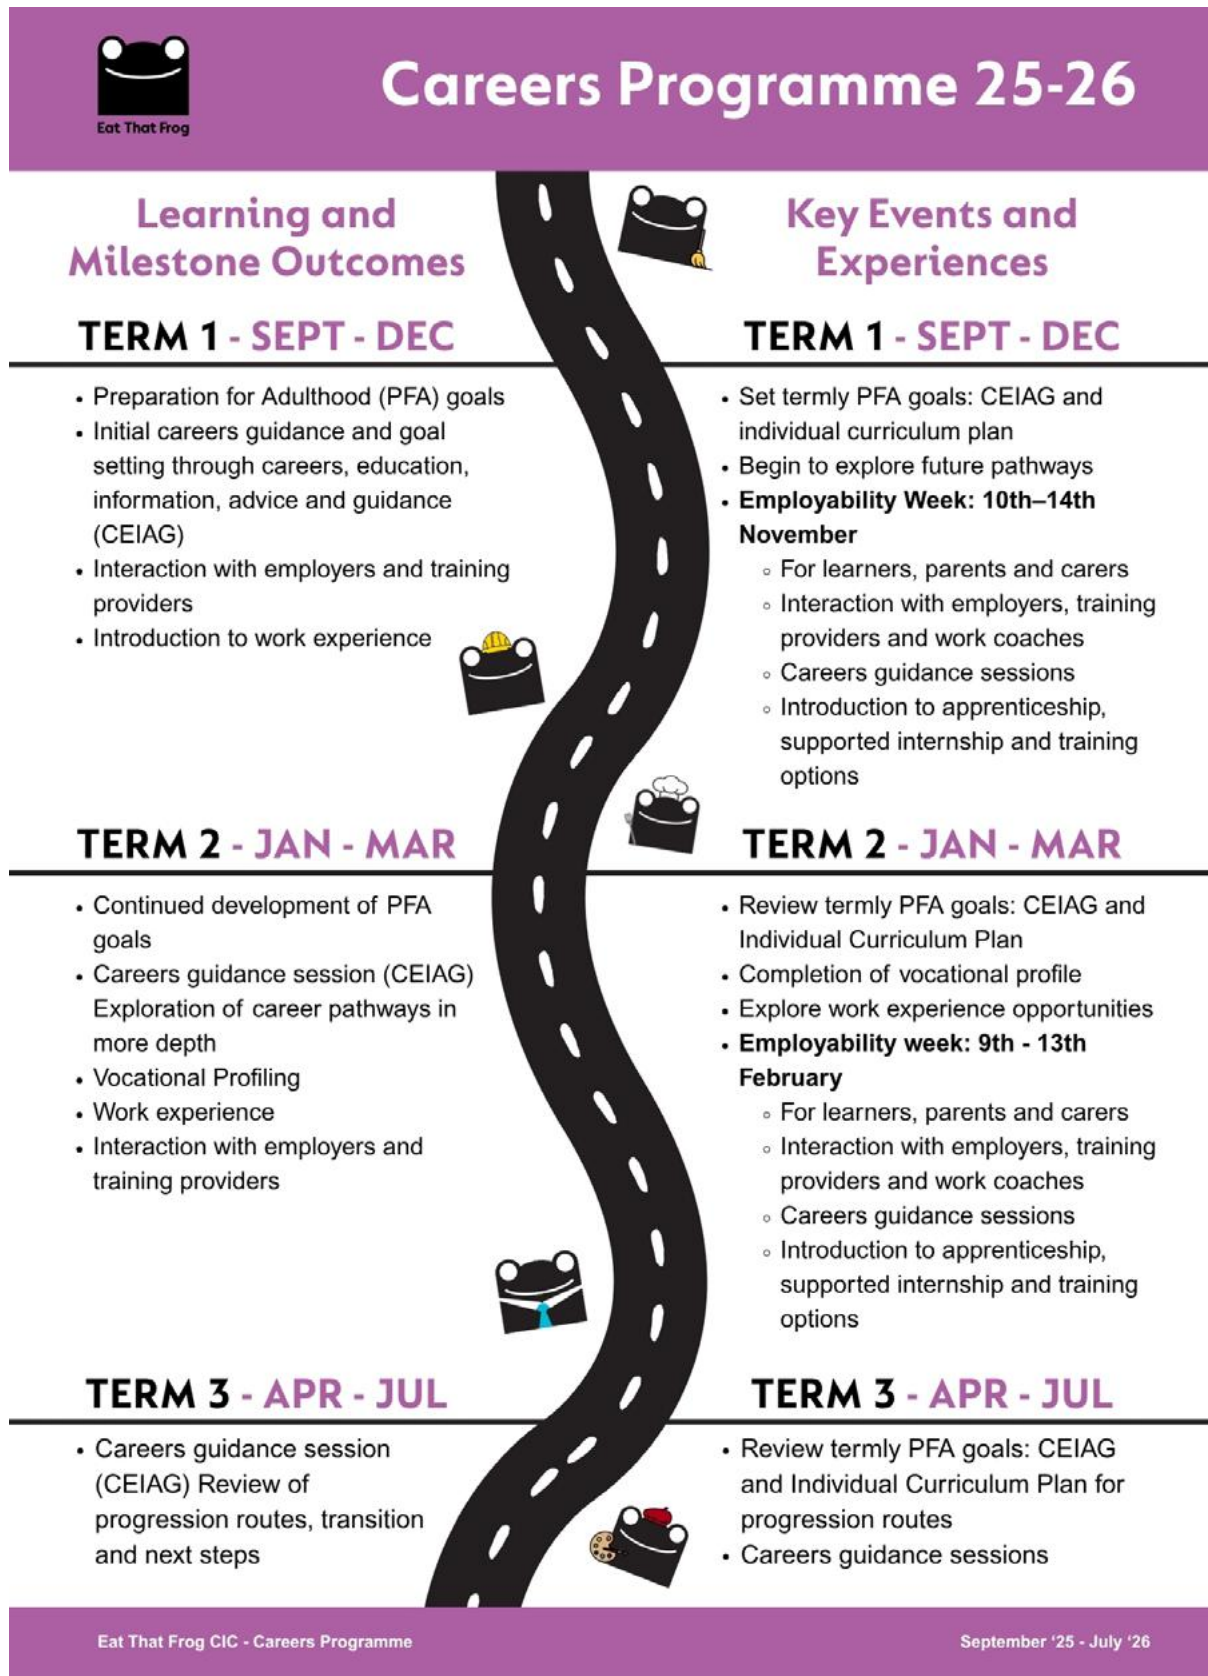 Eat That Frog
Careers Programme 25-26
Learning and
Milestone Outcomes
TERM 1 - SEPT - DEC
• Preparation for Adulthood (PFA) goals
• Initial careers guidance and goal
setting through careers, education,
information, advice and guidance
(CEIAG)
• Interaction with employers and training
providers
• Introduction to work experience
TERM 2 - JAN - MAR
• Continued development of PFA
goals
• Careers guidance session (CEIAG)
Exploration of career pathways in
more depth
• Vocational Profiling
• Work experience
• Interaction with employers and
training providers
TERM 3 - APR - JUL
• Careers guidance session
(CEIAG) Review of
progression routes, transition
and next steps
Key Events and
Experiences
TERM 1 - SEPT - DEC
• Set termly PFA goals: CEIAG and
individual curriculum plan
• Begin to explore future pathways
• Employability Week: 10th–14th
November
◦ For learners, parents and carers
◦ Interaction with employers, training
providers and work coaches
◦ Careers guidance sessions
◦ Introduction to apprenticeship,
supported internship and training
options
TERM 2 - JAN - MAR
• Review termly PFA goals: CEIAG and
Individual Curriculum Plan
• Completion of vocational profile
• Explore work experience opportunities
• Employability week: 9th - 13th
February
◦ For learners, parents and carers
◦ Interaction with employers, training
providers and work coaches
◦ Careers guidance sessions
◦ Introduction to apprenticeship,
supported internship and training
options
TERM 3 - APR - JUL
• Review termly PFA goals: CEIAG
and Individual Curriculum Plan for
progression routes
• Careers guidance sessions
Eat That Frog CIC - Careers Programme
September ‘25 - July ‘26